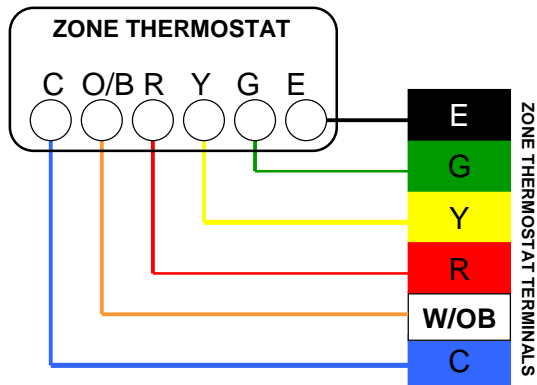 ZONE THERMOSTAT
C O/B R Y G E
E
G
Y
R
W/OB
C
ZONE THERMOSTAT TERMINALS